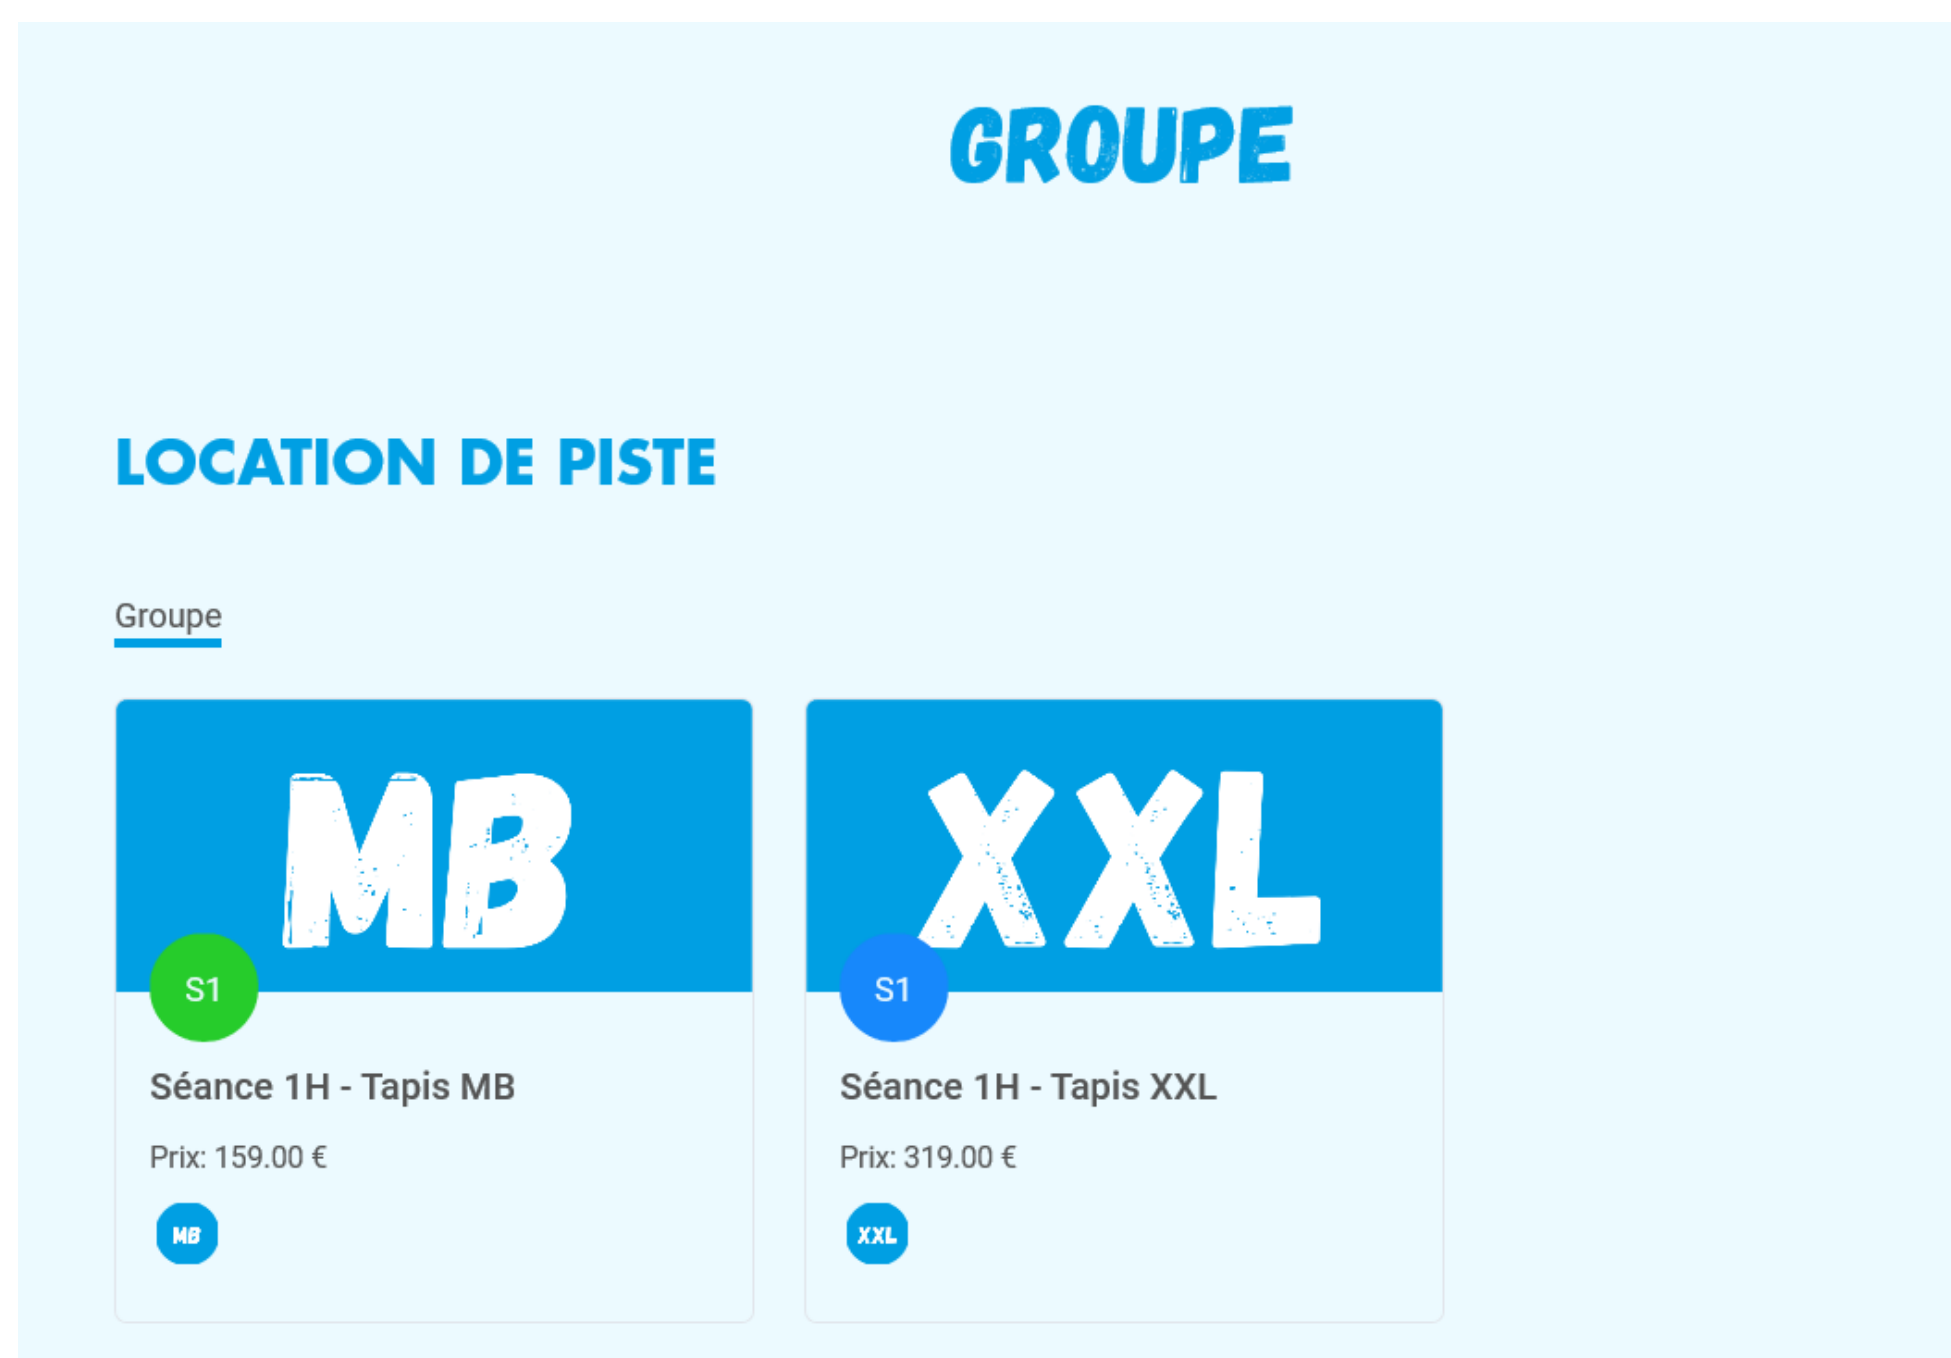 GROUPE
LOCATION DE PISTE
Groupe
MB
S1
Séance 1H - Tapis MB
Prix: 159.00 €
MB
XXL
S1
Séance 1H - Tapis XXL
Prix: 319.00 €
XXL